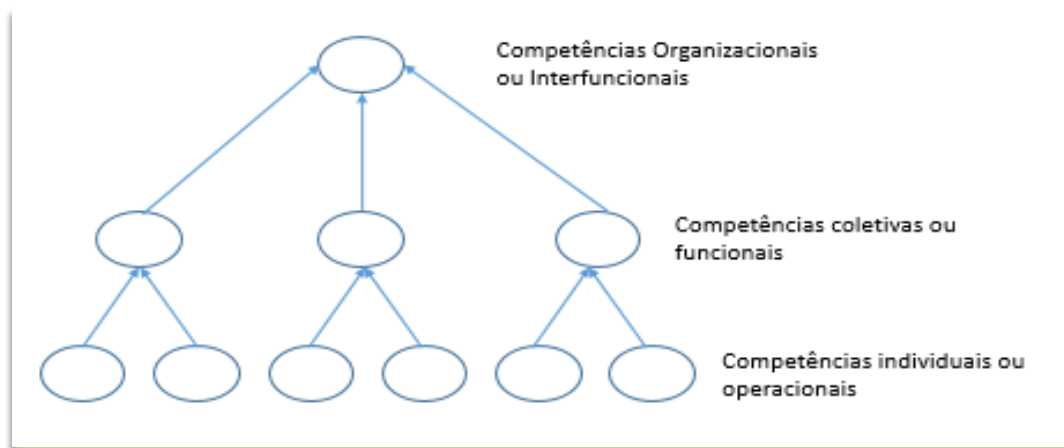 Competências Organizacionais
ou Interfuncionais
Competências coletivas ou
funcionais
Competências individuais ou
operacionais